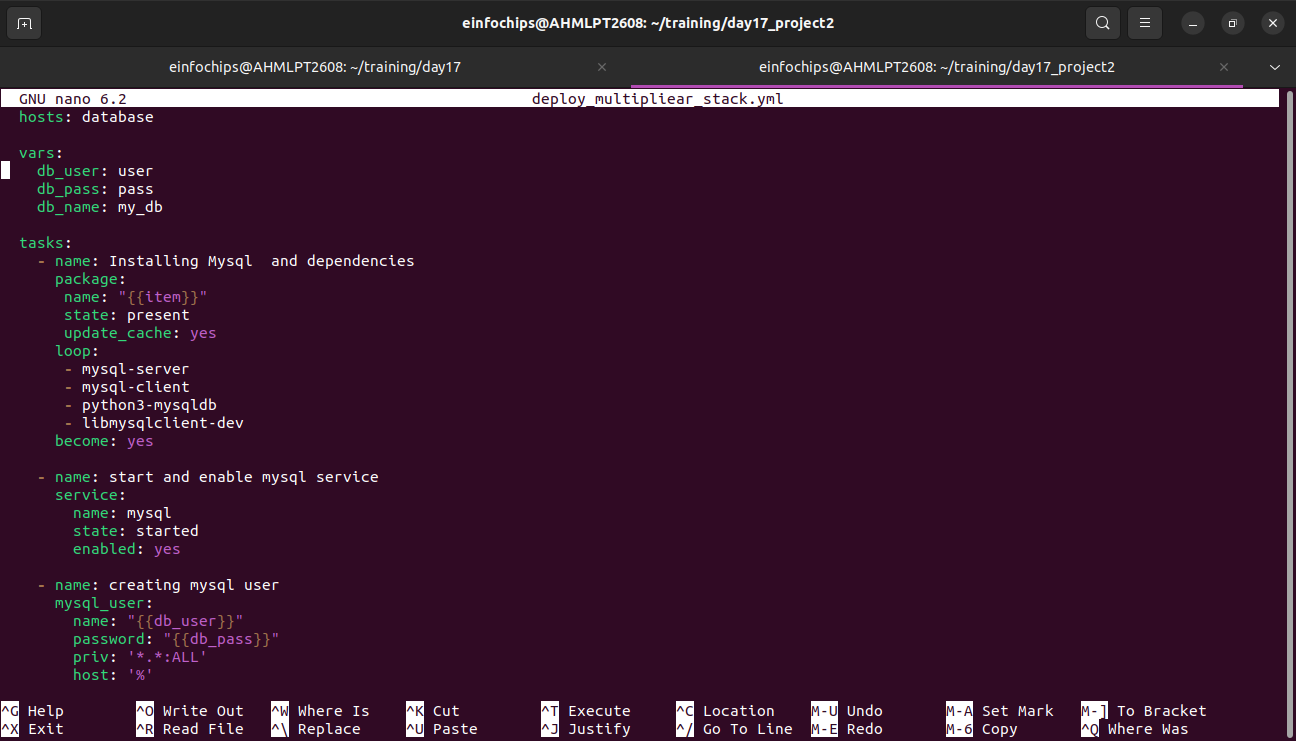 einfochips@AHMLPT2608: ~/training/day17_project2
einfochips@AHMLPT2608: ~/training/day17
einfochips@AHMLPT2608: ~/training/day17_project2
GNU nano 6.2 deploy_multipliear_stack.yml
hosts: database
vars:
db_user: user
db_pass: pass
db_name: my_db
tasks:
- name: Installing Mysql  and dependencies
package:
name: "{{item}}"
state: present
update_cache: yes
loop:
- mysql-server
- mysql-client
- python3-mysqldb
- libmysqlclient-dev
become: yes
- name: start and enable mysql service
service:
name: mysql
state: started
enabled: yes
- name: creating mysql user
mysql_user:
name: "{{db_user}}"
password: "{{db_pass}}"
priv: '*.*:ALL'
host: '%'
^G Help ^O Write Out ^W Where Is ^K Cut ^T Execute ^C Location M-U Undo M-A Set Mark M-] To Bracket
^X Exit ^R Read File ^\ Replace ^U Paste ^J Justify ^/ Go To Line M-E Redo M-6 Copy ^Q Where Was